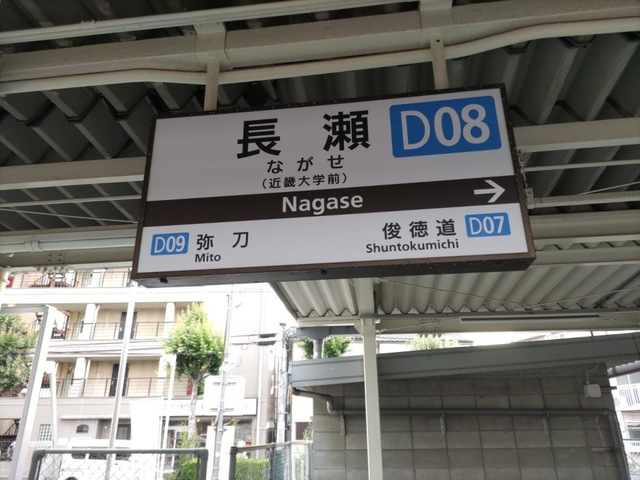 長瀬 D08
ながせ
(近畿大学前)
Nagase →
D09 弥刀
Mito
俊徳道 D07
Shuntokumichi